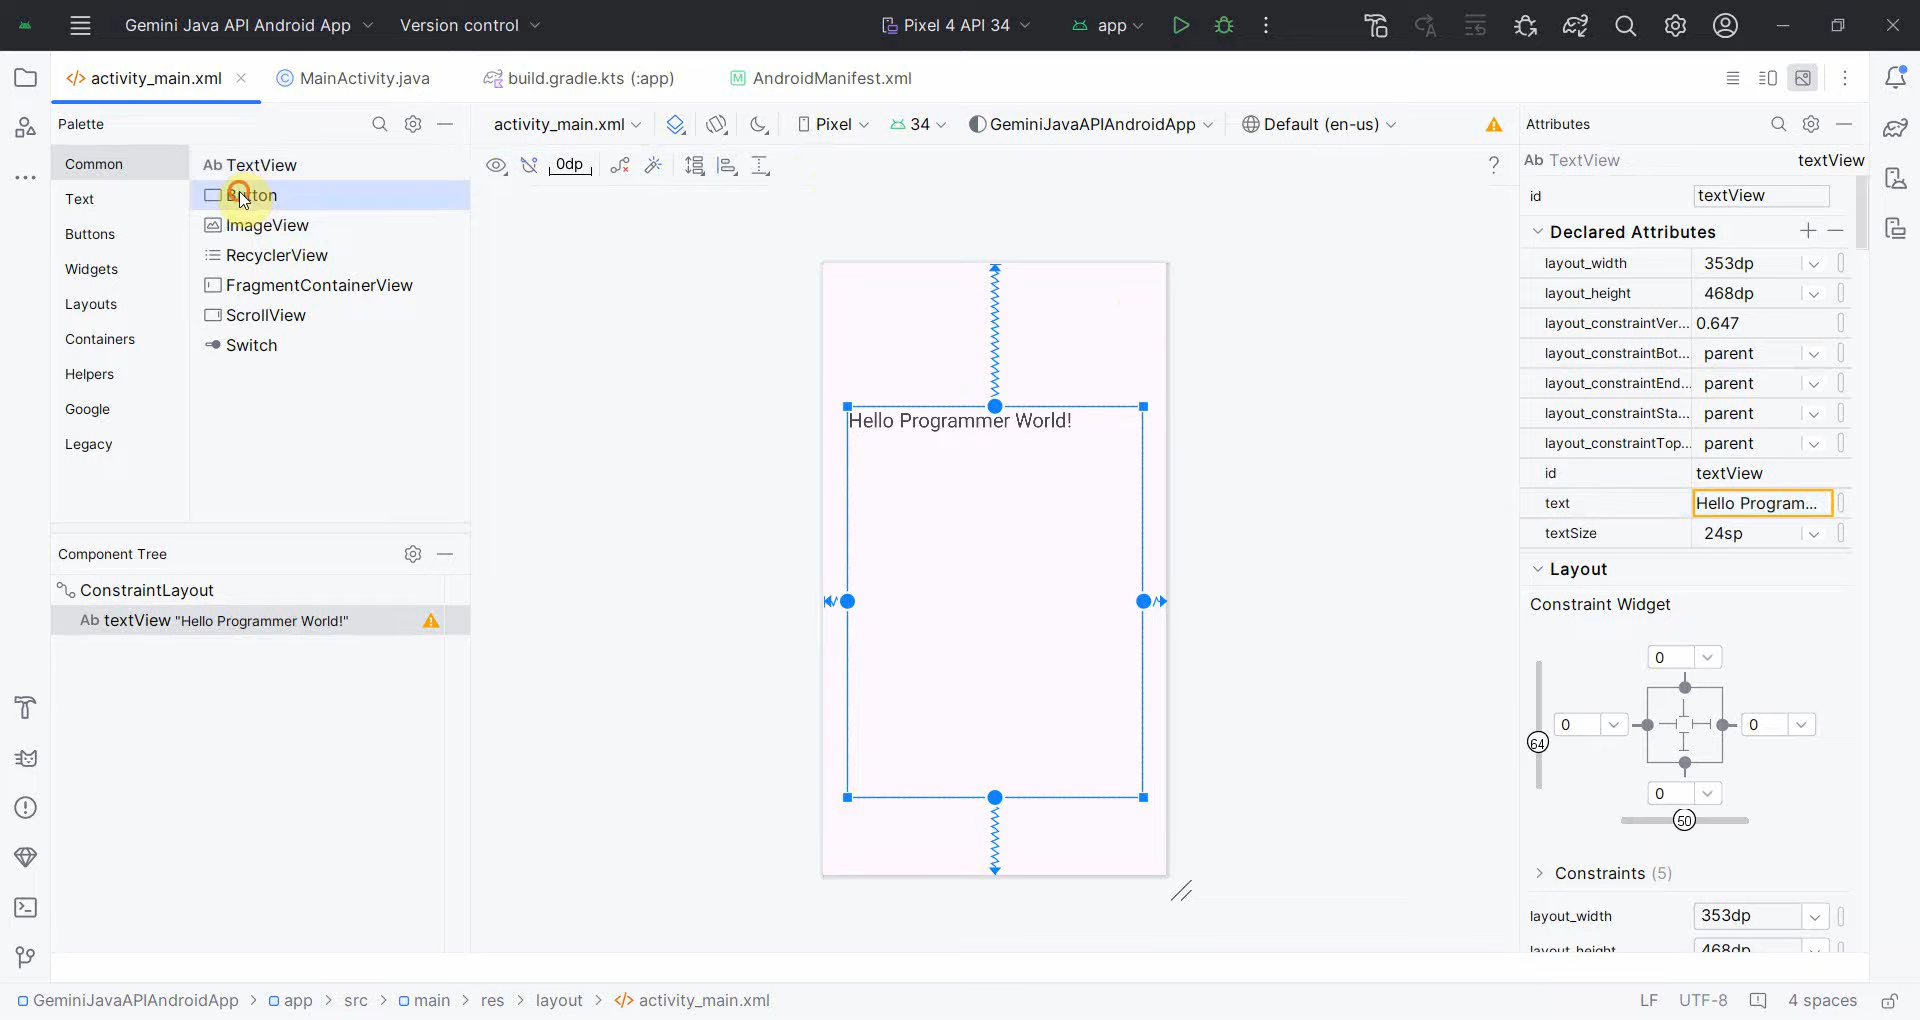 Gemini Java API Android App Version control Pixel 4 API 34 app
activity_main.xml MainActivity.java build.gradle.kts (:app) AndroidManifest.xml
Palette
Common
Text
Buttons
Widgets
Layouts
Containers
Helpers
Google
Legacy
Ab TextView
Button
ImageView
RecyclerView
FragmentContainerView
ScrollView
Switch
Component Tree
ConstraintLayout
Ab textView "Hello Programmer World!"
activity_main.xml Pixel 34 GeminiJavaAPIAndroidApp Default (en-us)
0dp ?
Hello Programmer World!
Attributes
Ab TextView textView
id textView
Declared Attributes
layout_width 353dp
layout_height 468dp
layout_constraintVer... 0.647
layout_constraintBot... parent
layout_constraintEnd... parent
layout_constraintSta... parent
layout_constraintTop... parent
id textView
text Hello Program...
textSize 24sp
Layout
Constraint Widget
0
0 0
64
0
50
Constraints (5)
layout_width 353dp
layout_height 468dp
GeminiJavaAPIAndroidApp > app > src > main > res > layout > activity_main.xml LF UTF-8 4 spaces